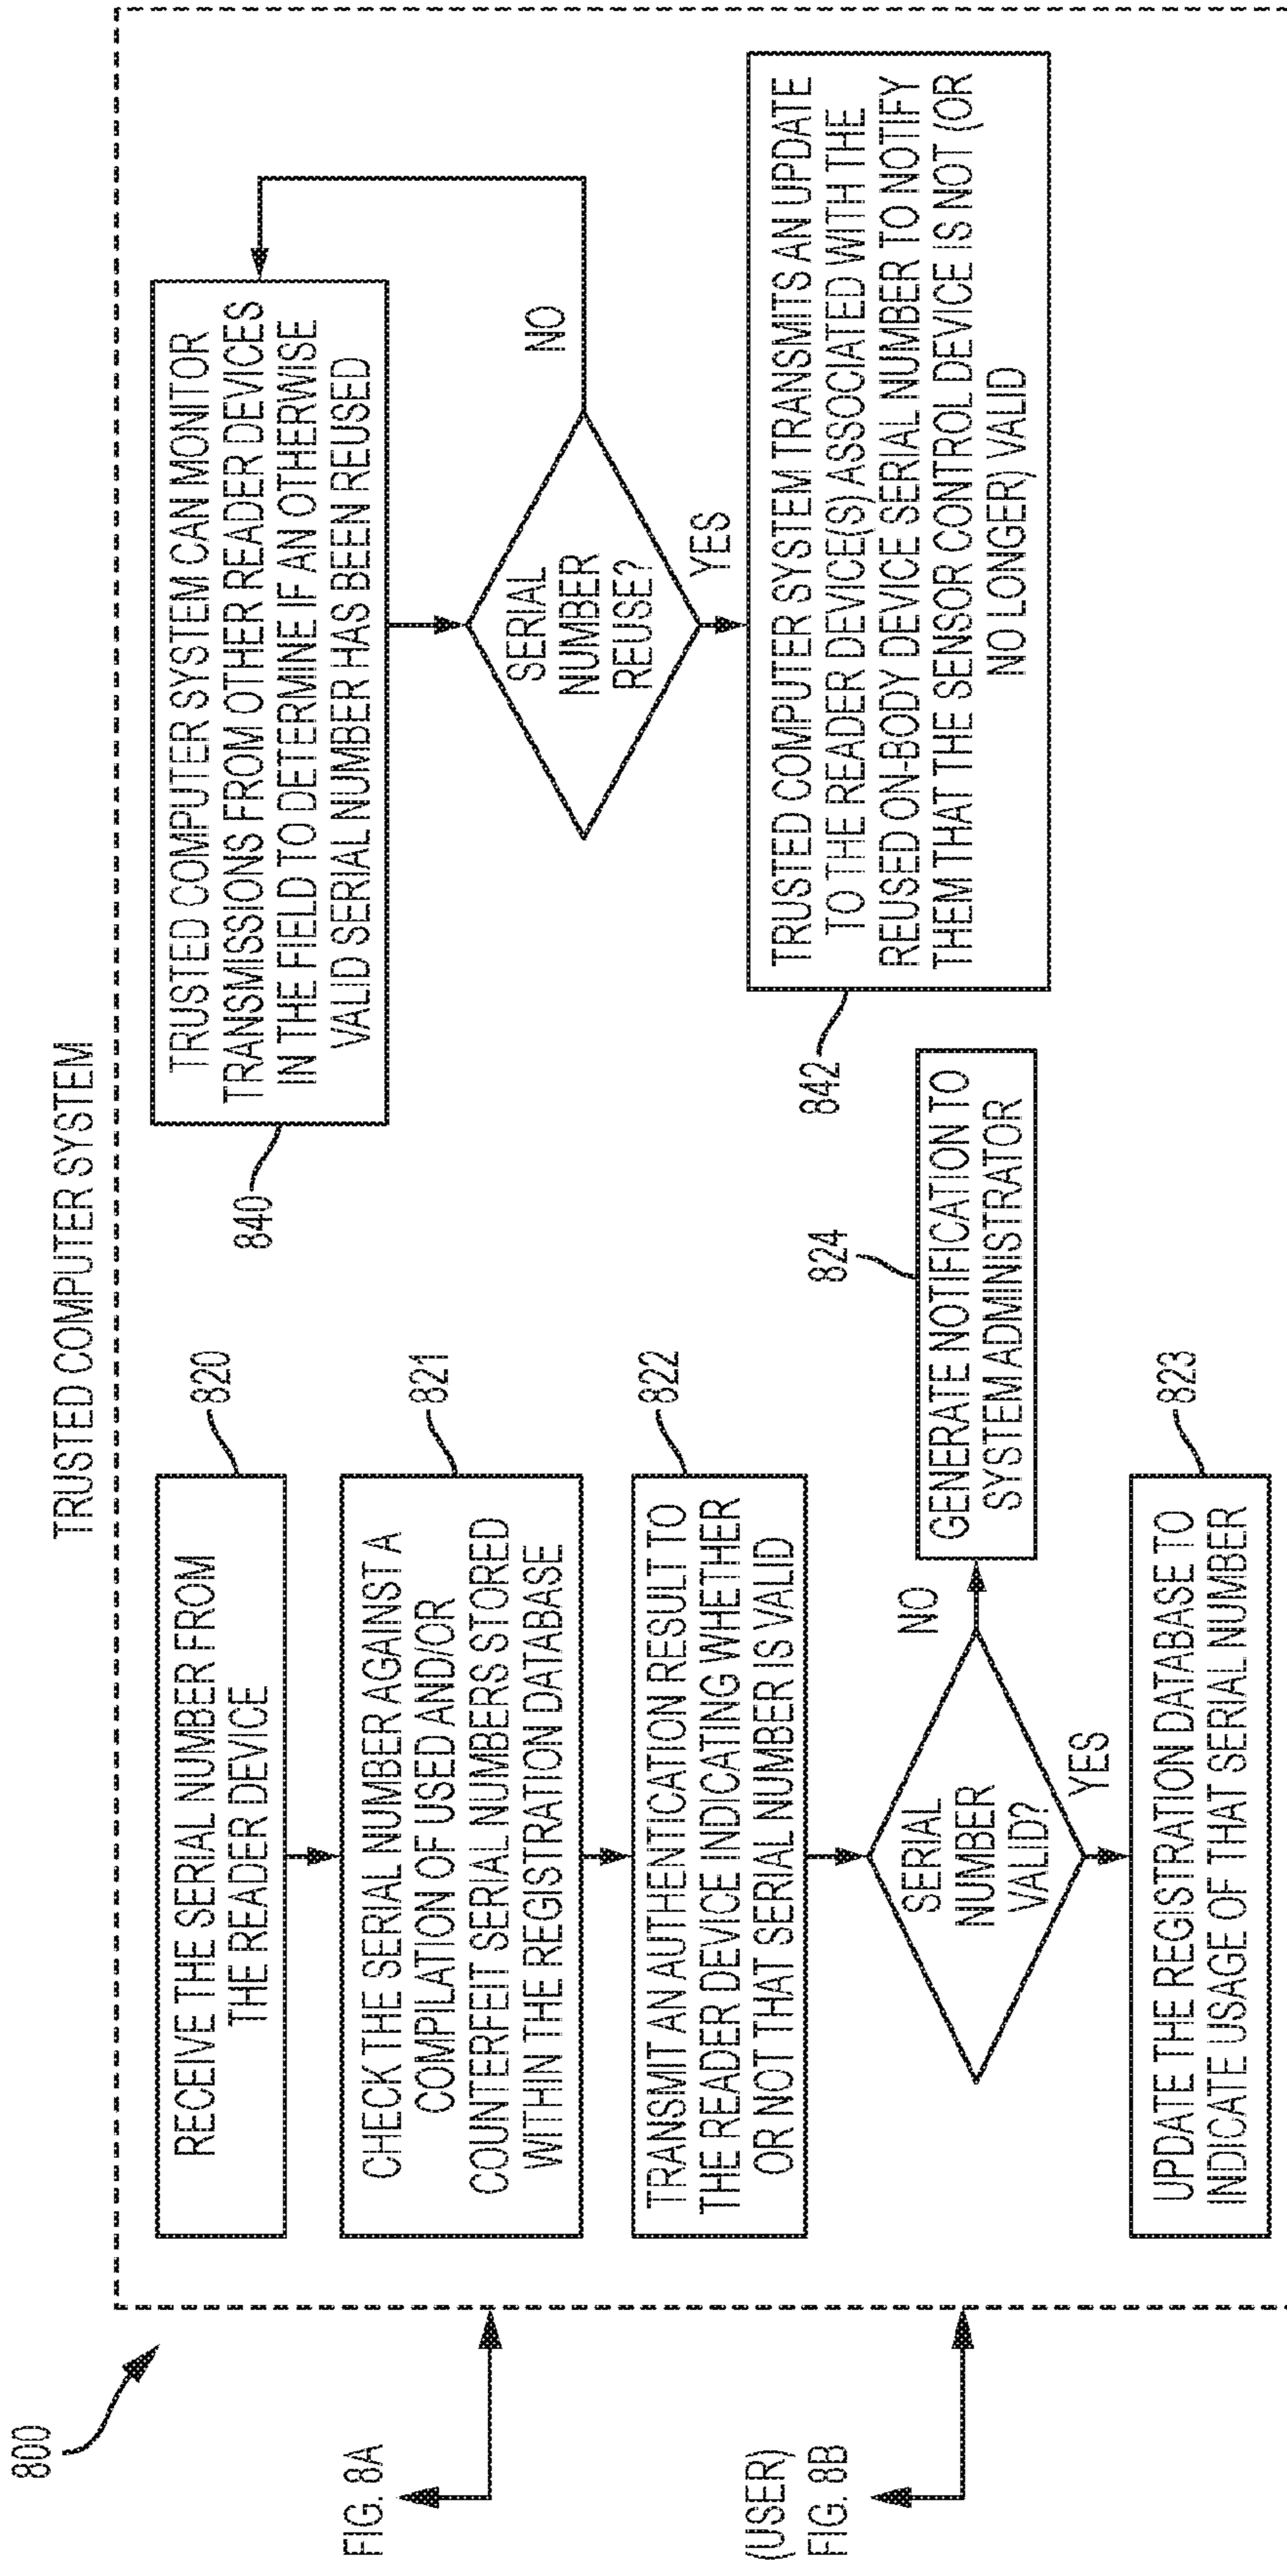 TRUSTED COMPUTER SYSTEM
800
FIG. 8A
(USER)
FIG. 8B
RECEIVE THE SERIAL NUMBER FROM
THE READER DEVICE
820
CHECK THE SERIAL NUMBER AGAINST A
COMPILATION OF USED AND/OR
COUNTERFEIT SERIAL NUMBERS STORED
WITHIN THE REGISTRATION DATABASE
821
TRANSMIT AN AUTHENTICATION RESULT TO
THE READER DEVICE INDICATING WHETHER
OR NOT THAT SERIAL NUMBER IS VALID
822
SERIAL
NUMBER
VALID?
NO
YES
GENERATE NOTIFICATION TO
SYSTEM ADMINISTRATOR
824
UPDATE THE REGISTRATION DATABASE TO
INDICATE USAGE OF THAT SERIAL NUMBER
823
TRUSTED COMPUTER SYSTEM CAN MONITOR
TRANSMISSIONS FROM OTHER READER DEVICES
IN THE FIELD TO DETERMINE IF AN OTHERWISE
VALID SERIAL NUMBER HAS BEEN REUSED
840
SERIAL
NUMBER
REUSE?
NO
YES
TRUSTED COMPUTER SYSTEM TRANSMITS AN UPDATE
TO THE READER DEVICE(S) ASSOCIATED WITH THE
REUSED ON-BODY DEVICE SERIAL NUMBER TO NOTIFY
THEM THAT THE SENSOR CONTROL DEVICE IS NOT (OR
NO LONGER) VALID
842